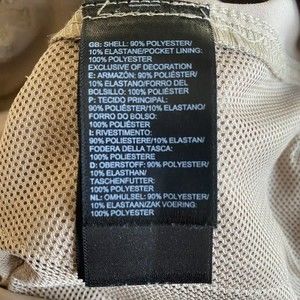 GB: SHELL: 90% POLYESTER/
10% ELASTANE/POCKET LINING:
100% POLYESTER
EXCLUSIVE OF DECORATION
E: ARMAZÓN: 90% POLIÉSTER/
10% ELASTANO/FORRO DEL
BOLSILLO: 100% POLIÉSTER
P: TECIDO PRINCIPAL:
90% POLIÉSTER/10% ELASTANO/
FORRO DO BOLSO:
100% POLIÉSTER
I: RIVESTIMENTO:
90% POLIESTERE/10% ELASTAN/
FODERA DELLA TASCA:
100% POLIESTERE
D: OBERSTOFF: 90% POLYESTER/
10% ELASTHAN/
TASCHENFUTTER:
100% POLYESTER
NL: OMHULSEL: 90% POLYESTER/
10% ELASTAAN/ZAK VOERING:
100% POLYESTER